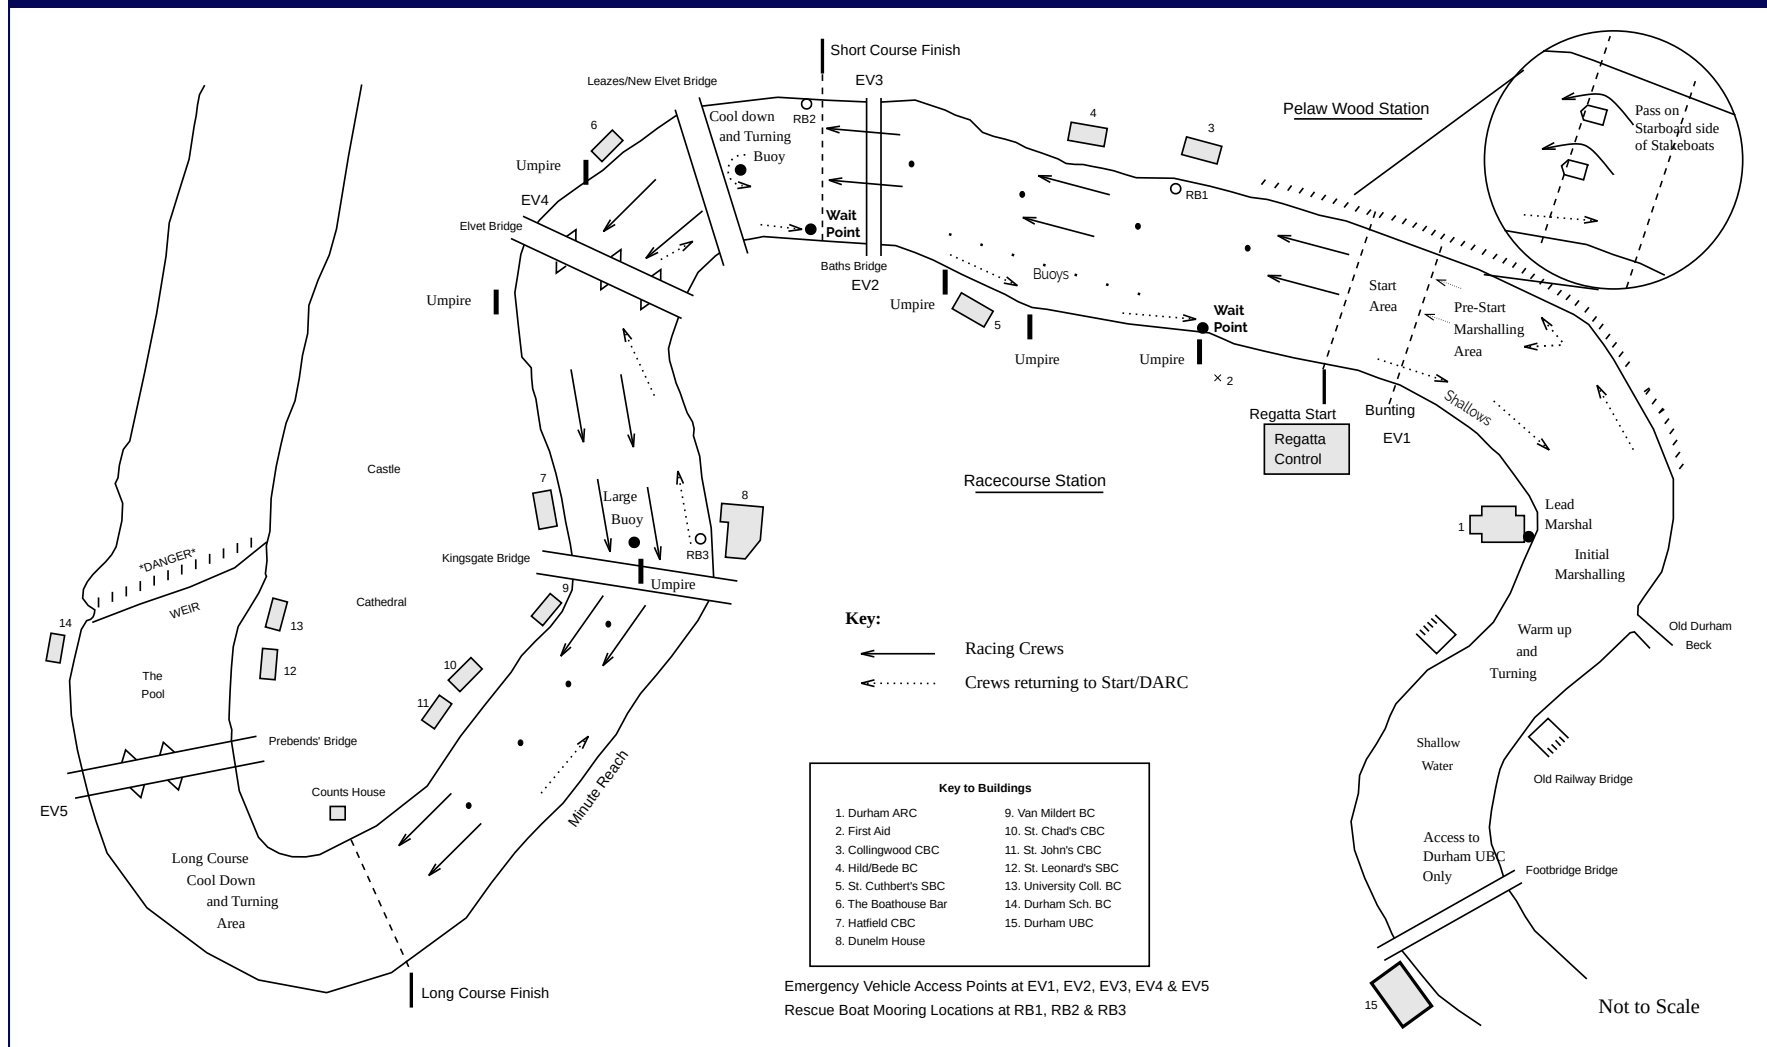 Short Course Finish
Leazes/New Elvet Bridge
EV3
Cool down
and Turning
Buoy
RB2
6
Umpire
EV4
Elvet Bridge
Wait
Point
Baths Bridge
EV2
Umpire
4
3
Pelaw Wood Station
RB1
Pass on
Starboard side
of Stakeboats
Buoys
Umpire
5
Umpire
Umpire
Wait
Point
× 2
Start
Area
Pre-Start
Marshalling
Area
Regatta Start
Bunting
EV1
Shallows
Regatta
Control
Racecourse Station
Castle
7
Large
Buoy
8
RB3
Kingsgate Bridge
Umpire
9
Cathedral
*DANGER*
WEIR
14
13
12
The
Pool
10
11
Prebends' Bridge
Counts House
EV5
Minute Reach
Long Course
Cool Down
and Turning
Area
Long Course Finish
1
Lead
Marshal
Initial
Marshalling
Warm up
and
Turning
Old Durham
Beck
Shallow
Water
Old Railway Bridge
Access to
Durham UBC
Only
Footbridge Bridge
15
Key:
Racing Crews
Crews returning to Start/DARC
Key to Buildings
1. Durham ARC
2. First Aid
3. Collingwood CBC
4. Hild/Bede BC
5. St. Cuthbert's SBC
6. The Boathouse Bar
7. Hatfield CBC
8. Dunelm House
9. Van Mildert BC
10. St. Chad's CBC
11. St. John's CBC
12. St. Leonard's SBC
13. University Coll. BC
14. Durham Sch. BC
15. Durham UBC
Emergency Vehicle Access Points at EV1, EV2, EV3, EV4 & EV5
Rescue Boat Mooring Locations at RB1, RB2 & RB3
Not to Scale